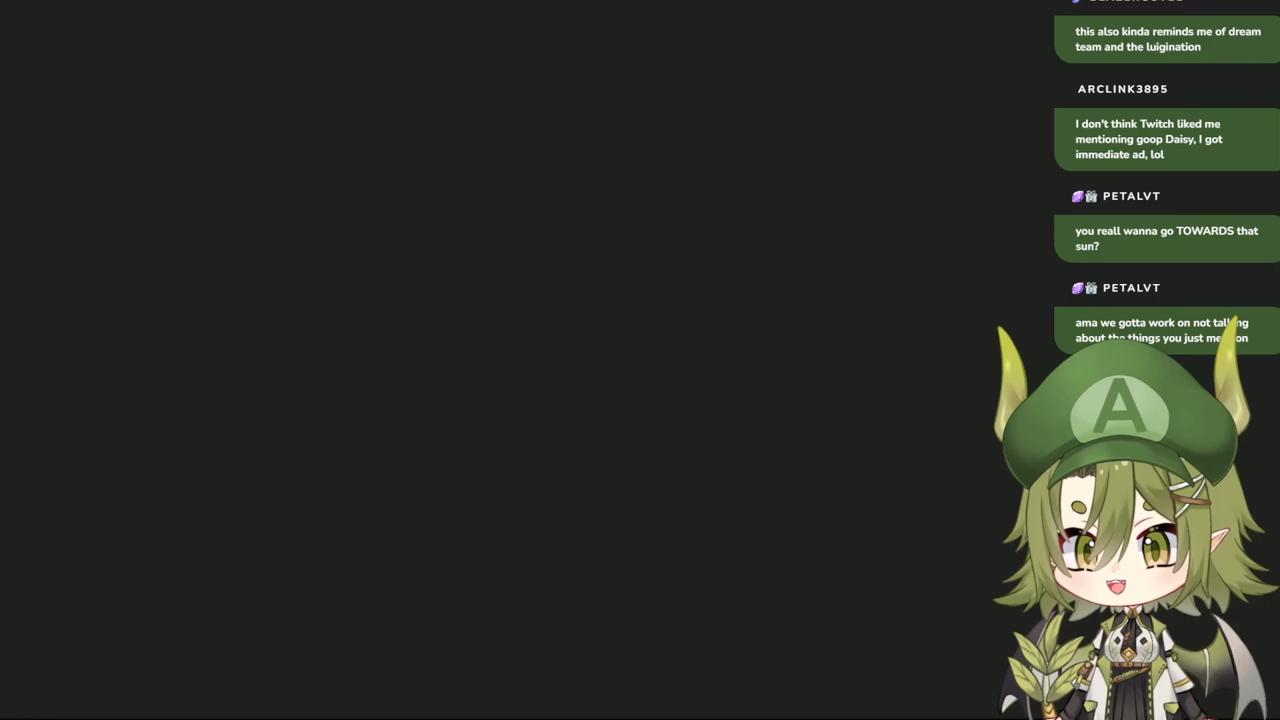 this also kinda reminds me of dream
team and the luigination
ARCLINK3895
I don't think Twitch liked me
mentioning goop Daisy, I got
immediate ad, lol
PETALVT
you reall wanna go TOWARDS that
sun?
PETALVT
ama we gotta work on not talking
about the things you just mention
A